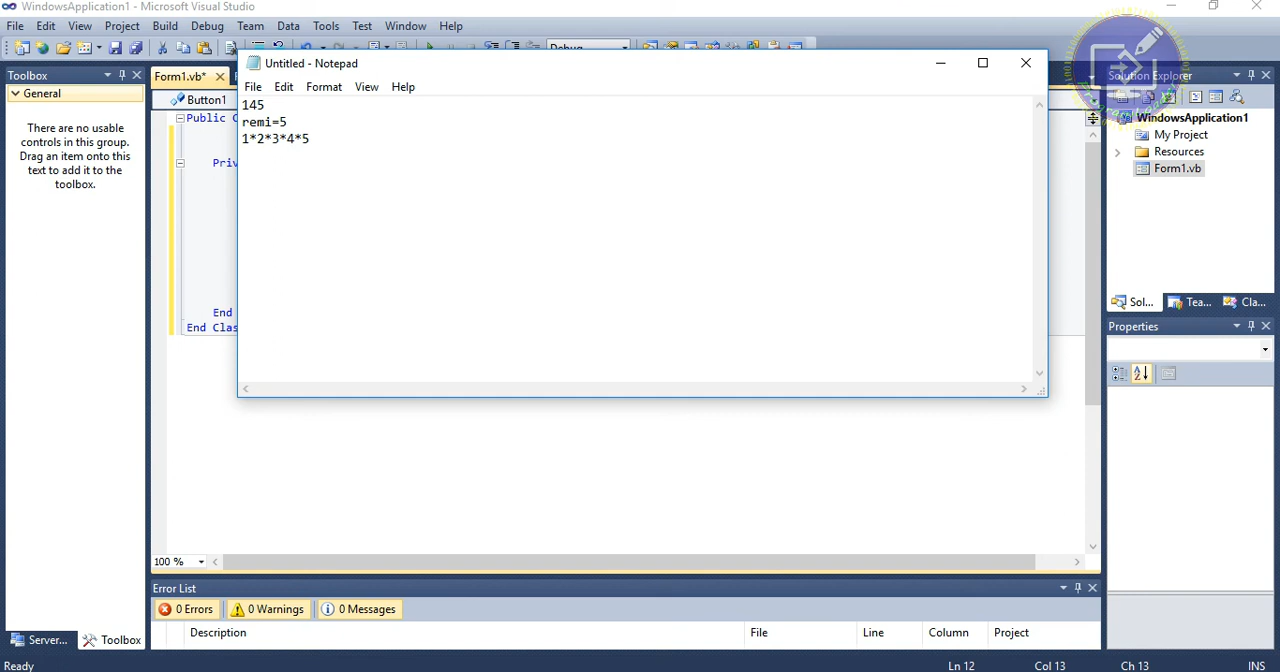 WindowsApplication1 - Microsoft Visual Studio
File Edit View Project Build Debug Team Data Tools Test Window Help
Debug
Toolbox
General
There are no usable
controls in this group.
Drag an item onto this
text to add it to the
toolbox.
Server... Toolbox
Form1.vb*
Button1
Public C
Priv
End
End Clas
100 %
Untitled - Notepad
File Edit Format View Help
145
remi=5
1*2*3*4*5
Error List
0 Errors 0 Warnings 0 Messages
Description File Line Column Project
Solution Explorer
WindowsApplication1
My Project
Resources
Form1.vb
Sol... Tea... Cla...
Properties
Ready Ln 12 Col 13 Ch 13 INS